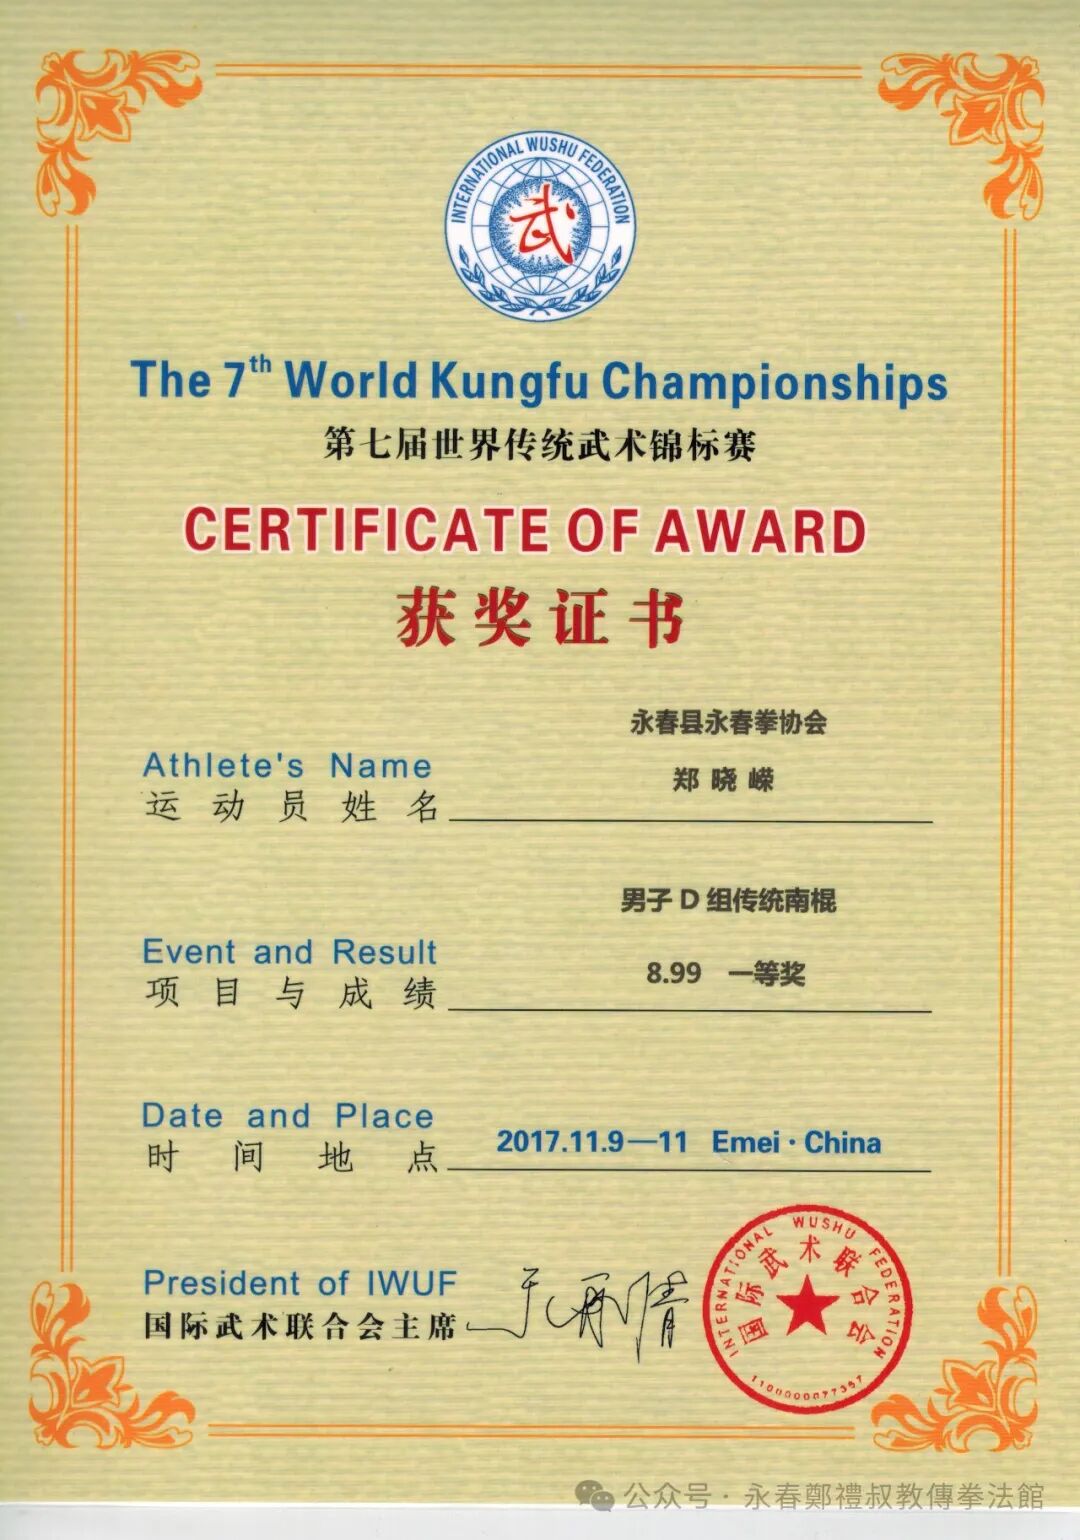 INTERNATIONAL WUSHU FEDERATION
武
The 7th World Kungfu Championships
第七届世界传统武术锦标赛
CERTIFICATE OF AWARD
获奖证书
永春县永春拳协会
Athlete's Name
郑晓嵘
运动员姓名
男子D组传统南棍
Event and Result
8.99 一等奖
项目与成绩
Date and Place
2017.11.9—11 Emei·China
时间地点
President of IWUF
国际武术联合会主席
INTERNATIONAL WUSHU FEDERATION
国际武术联合会
公众号·永春鄭禮叔教傳拳法館